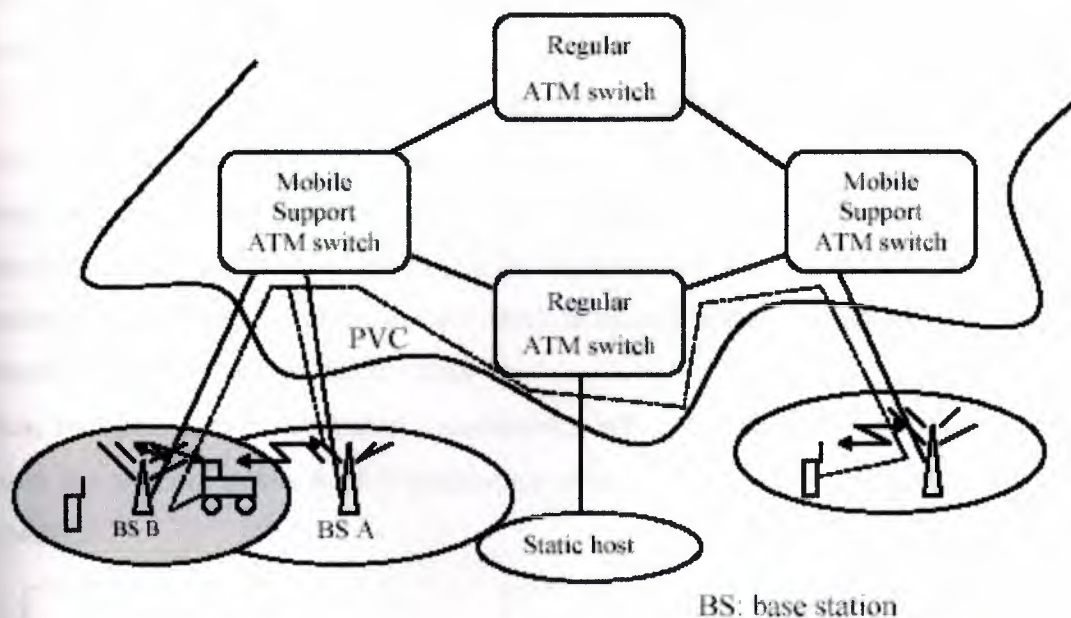 Regular
ATM switch
Mobile
Support
ATM switch
Mobile
Support
ATM switch
Regular
ATM switch
PVC
BS B
BS A
Static host
BS: base station